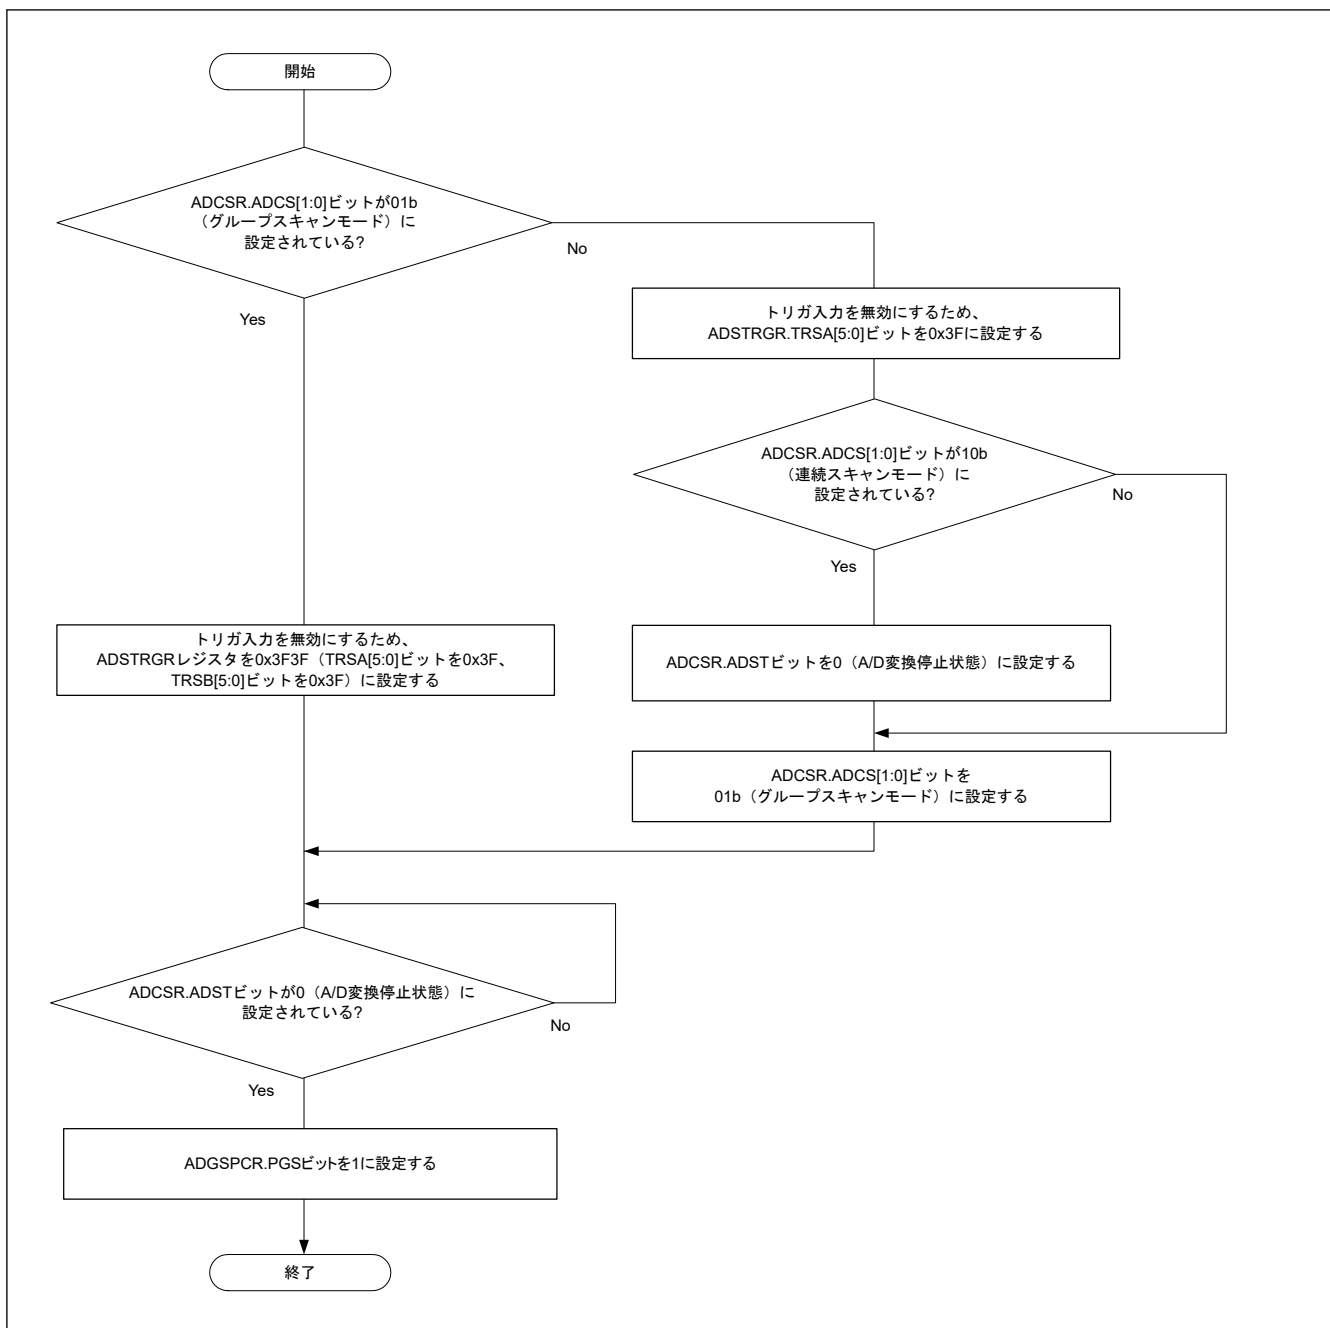 開始
ADCSR.ADCS[1:0]ビットが01b
（グループスキャンモード）に
設定されている?
No
Yes
トリガ入力を無効にするため、
ADSTRGR.TRSA[5:0]ビットを0x3Fに設定する
ADCSR.ADCS[1:0]ビットが10b
（連続スキャンモード）に
設定されている?
No
Yes
トリガ入力を無効にするため、
ADSTRGRレジスタを0x3F3F（TRSA[5:0]ビットを0x3F、
TRSB[5:0]ビットを0x3F）に設定する
ADCSR.ADSTビットを0（A/D変換停止状態）に設定する
ADCSR.ADCS[1:0]ビットを
01b（グループスキャンモード）に設定する
ADCSR.ADSTビットが0（A/D変換停止状態）に
設定されている?
No
Yes
ADGSPCR.PGSビットを1に設定する
終了